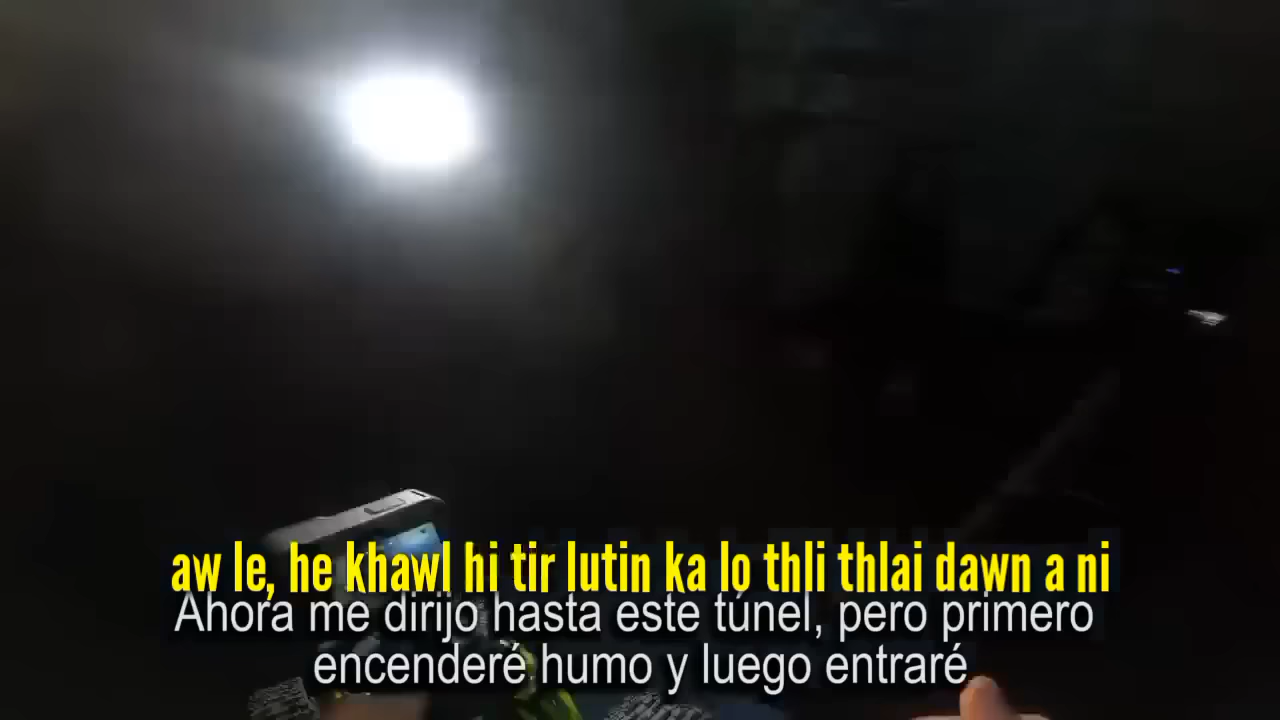 aw le, he khawl hi tir lutin ka lo thli thlai dawn a ni
Ahora me dirijo hasta este túnel, pero primero
encenderé humo y luego entraré